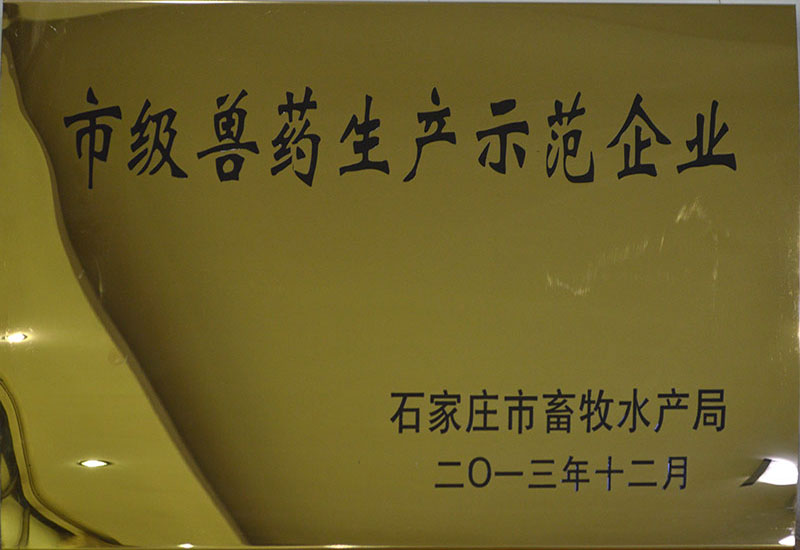 市级兽药生产示范企业
石家庄市畜牧水产局
二〇一三年十二月